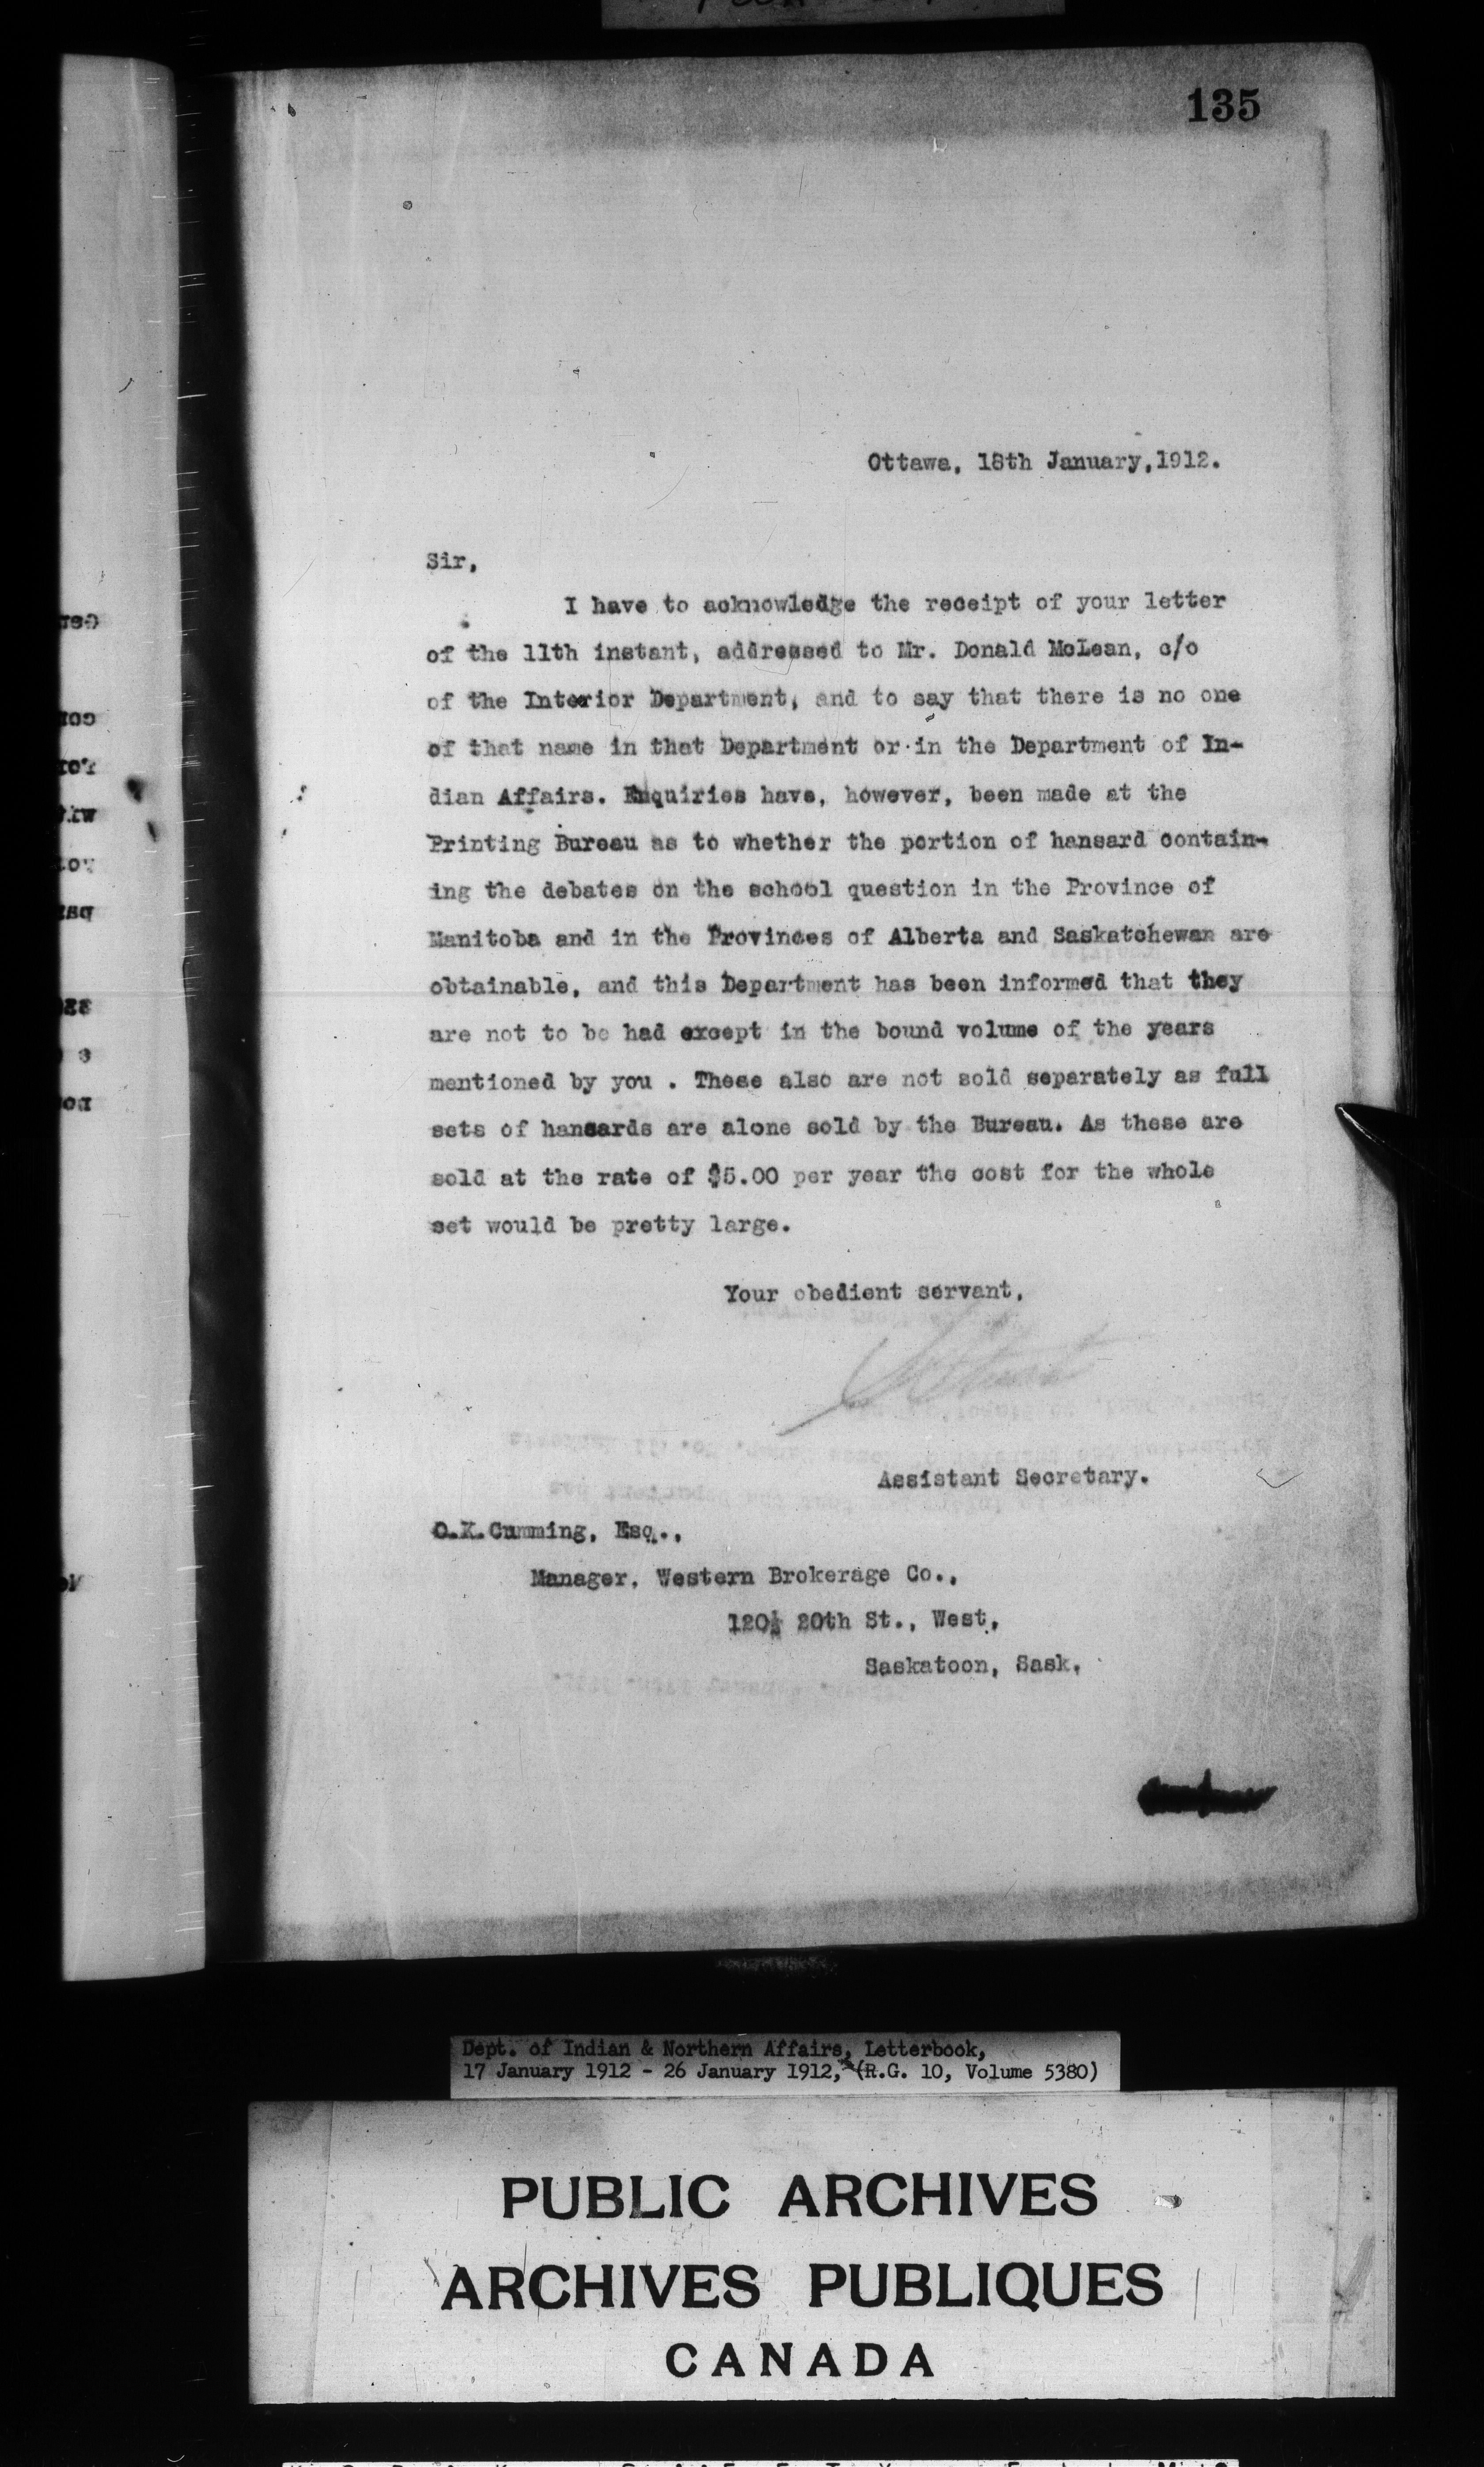 135
Ottawa, 18th January, 1912.
Sir,
I have to acknowledge the receipt of your letter
of the 11th instant, addressed to Mr. Donald McLean, c/o
of the Interior Department, and to say that there is no one
of that name in that Department or in the Department of In-
dian Affairs. Enquiries have, however, been made at the
Printing Bureau as to whether the portion of hansard contain-
ing the debates on the school question in the Province of
Manitoba and in the Provinces of Alberta and Saskatchewan are
obtainable, and this Department has been informed that they
are not to be had except in the bound volume of the years
mentioned by you . These also are not sold separately as full
sets of hansards are alone sold by the Bureau. As these are
sold at the rate of $5.00 per year the cost for the whole
set would be pretty large.
Your obedient servant,
Assistant Secretary.
O.K.Cumming, Esq.,
Manager, Western Brokerage Co.,
120½ 20th St., West,
Saskatoon, Sask.
Dept. of Indian & Northern Affairs, Letterbook,
17 January 1912 - 26 January 1912, (R.G. 10, Volume 5380)
PUBLIC ARCHIVES
ARCHIVES PUBLIQUES
CANADA